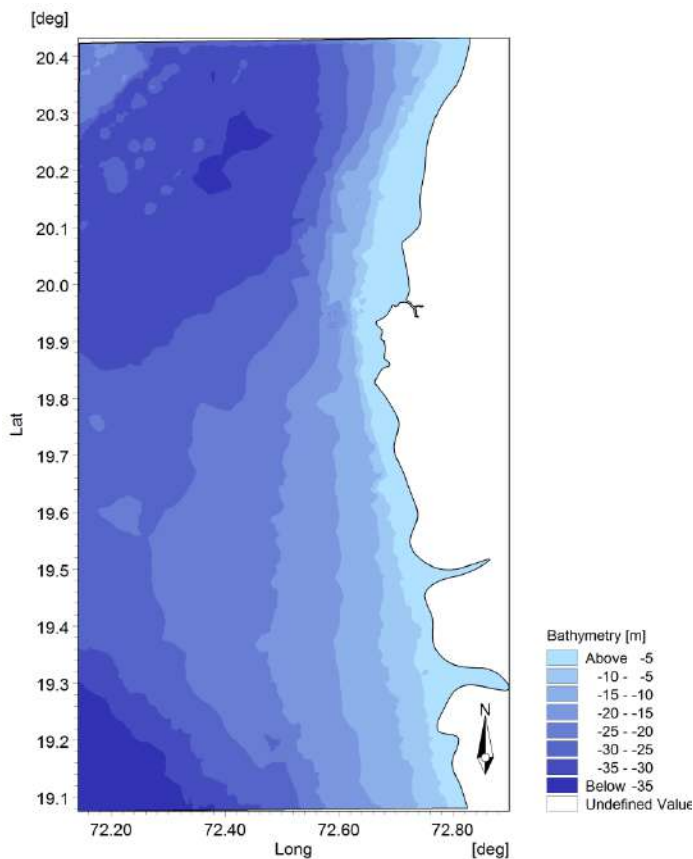 [deg]
20.4
20.3
20.2
20.1
20.0
19.9
19.8
Lat
19.7
19.6
19.5
19.4
19.3
19.2
19.1
72.20 72.40 72.60 72.80
Long [deg]
N
Bathymetry [m]
Above -5
-10 - -5
-15 - -10
-20 - -15
-25 - -20
-30 - -25
-35 - -30
Below -35
Undefined Value